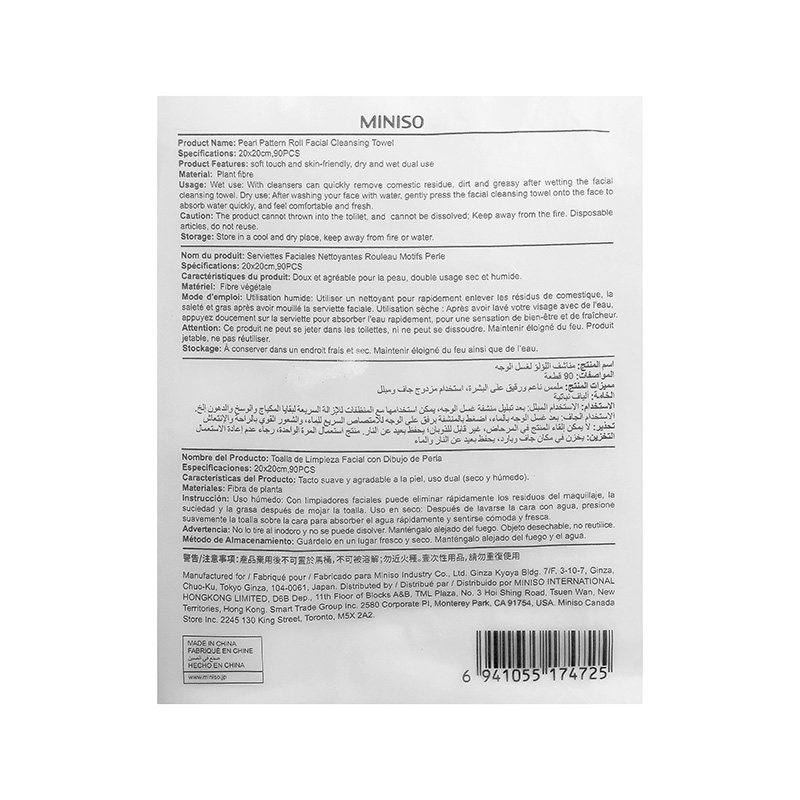 MINISO
Product Name: Pearl Pattern Roll Facial Cleansing Towel
Specifications: 20x20cm,90PCS
Product Features: soft touch and skin-friendly, dry and wet dual use
Material: Plant fibre
Usage: Wet use: With cleansers can quickly remove comestic residue, dirt and greasy after wetting the facial
cleansing towel. Dry use: After washing your face with water, gently press the facial cleansing towel onto the face to
absorb water quickly, and feel comfortable and fresh.
Caution: The product cannot thrown into the tolilet, and cannot be dissolved; Keep away from the fire. Disposable
articles, do not reuse.
Storage: Store in a cool and dry place, keep away from fire or water.
Nom du produit: Serviettes Faciales Nettoyantes Rouleau Motifs Perle
Spécifications: 20x20cm,90PCS
Caractéristiques du produit: Doux et agréable pour la peau, double usage sec et humide.
Matériel: Fibre végétale
Mode d'emploi: Utilisation humide: Utiliser un nettoyant pour rapidement enlever les résidus de comestique, la
saleté et gras après avoir mouillé la serviette faciale. Utilisation sèche : Après avoir lavé votre visage avec de l'eau,
appuyez doucement sur la serviette pour absorber l'eau rapidement, pour une sensation de bien-être et de fraîcheur.
Attention: Ce produit ne peut se jeter dans les toilettes, ni ne peut se dissoudre. Maintenir éloigné du feu. Produit
jetable, ne pas réutiliser.
Stockage: À conserver dans un endroit frais et sec. Maintenir éloigné du feu ainsi que de l'eau.
اسم المنتج: مناشف اللؤلؤ لغسل الوجه
المواصفات: 90 قطعة
مميزات المنتج: ملمس ناعم ورقيق على البشرة، استخدام مزدوج جاف ومبلل
الخامة: ألياف نباتية
الاستخدام: الاستخدام المبلل: بعد تبليل منشفة غسل الوجه، يمكن استخدامها مع المنظفات للإزالة السريعة لبقايا المكياج والوسخ والدهون إلخ.
الاستخدام الجاف: بعد غسل الوجه بالماء، اضغط بالمنشفة برفق على الوجه للامتصاص السريع للماء، والشعور القوي بالراحة والانتعاش
تحذير: لا يمكن إلقاء المنتج في المرحاض، غير قابل للذوبان؛ يحفظ بعيد عن النار. منتج استعمال المرة الواحدة، رجاء عدم إعادة الاستعمال
التخزين: يخزن في مكان جاف وبارد، يحفظ بعيد عن النار والماء
Nombre del Producto: Toalla de Limpieza Facial con Dibujo de Perla
Especificaciones: 20x20cm,90PCS
Características del Producto: Tacto suave y agradable a la piel, uso dual (seco y húmedo).
Materiales: Fibra de planta
Instrucción: Uso húmedo: Con limpiadores faciales puede eliminar rápidamente los residuos del maquillaje, la
suciedad y la grasa después de mojar la toalla. Uso en seco: Después de lavarse la cara con agua, presione
suavemente la toalla sobre la cara para absorber el agua rápidamente y sentirse cómoda y fresca.
Advertencia: No lo tire al inodoro y no se puede disolver. Manténgalo alejado del fuego. Objeto desechable, no reutilice.
Método de Almacenamiento: Guárdelo en un lugar fresco y seco. Manténgalo alejado del fuego y el agua.
警告/注意事項：產品棄用後不可置於馬桶，不可被溶解；勿近火種。壹次性用品，請勿重復使用
Manufactured for / Fabriqué pour / Fabricado para Miniso Industry Co., Ltd. Ginza Kyoya Bldg. 7/F, 3-10-7, Ginza,
Chuo-Ku, Tokyo Ginza, 104-0061, Japan. Distributed by / Distribué par / Distribuido por MINISO INTERNATIONAL
HONGKONG LIMITED, D6B Dep., 11th Floor of Blocks A&B, TML Plaza, No. 3 Hoi Shing Road, Tsuen Wan, New
Territories, Hong Kong. Smart Trade Group Inc. 2580 Corporate Pl, Monterey Park, CA 91754, USA. Miniso Canada
Store Inc. 2245 130 King Street, Toronto, M5X 2A2.
MADE IN CHINA
FABRIQUÉ EN CHINE
صنع في الصين
HECHO EN CHINA
www.miniso.jp
6 941055 174725